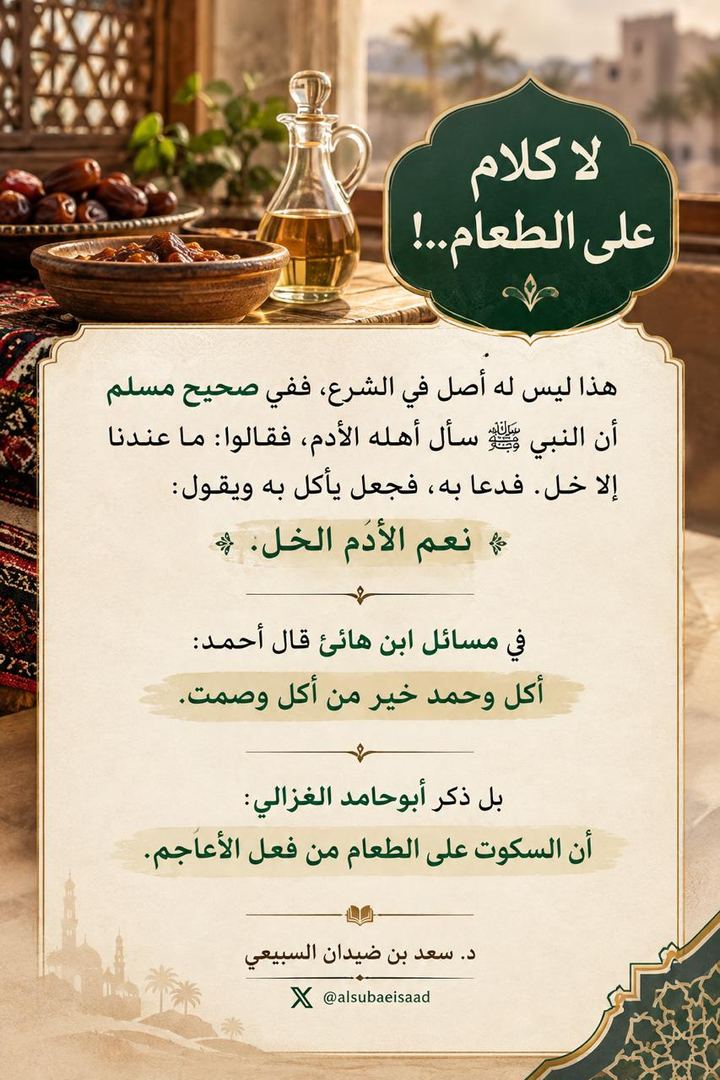 لا كلام
على الطعام..!
هذا ليس له أصل في الشرع، ففي صحيح مسلم
أن النبي ﷺ سأل أهله الأدم، فقالوا: ما عندنا
إلا خل. فدعا به، فجعل يأكل به ويقول:
نعم الأدُم الخل.
في مسائل ابن هائئ قال أحمد:
أكل وحمد خير من أكل وصمت.
بل ذكر أبوحامد الغزالي:
أن السكوت على الطعام من فعل الأعاجم.
د. سعد بن ضيدان السبيعي
@alsubaeisaad